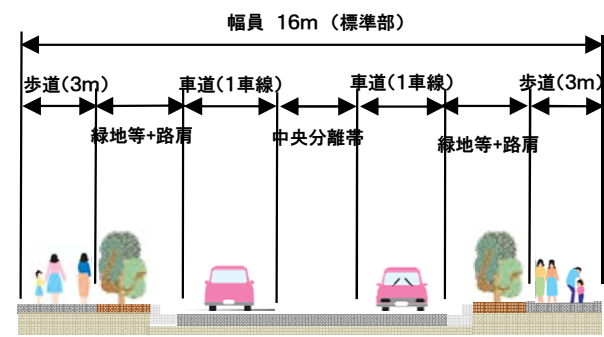 幅員 16m（標準部）
歩道（3m）
車道（1車線）
車道（1車線）
歩道（3m）
緑地等+路肩
中央分離帯
緑地等+路肩